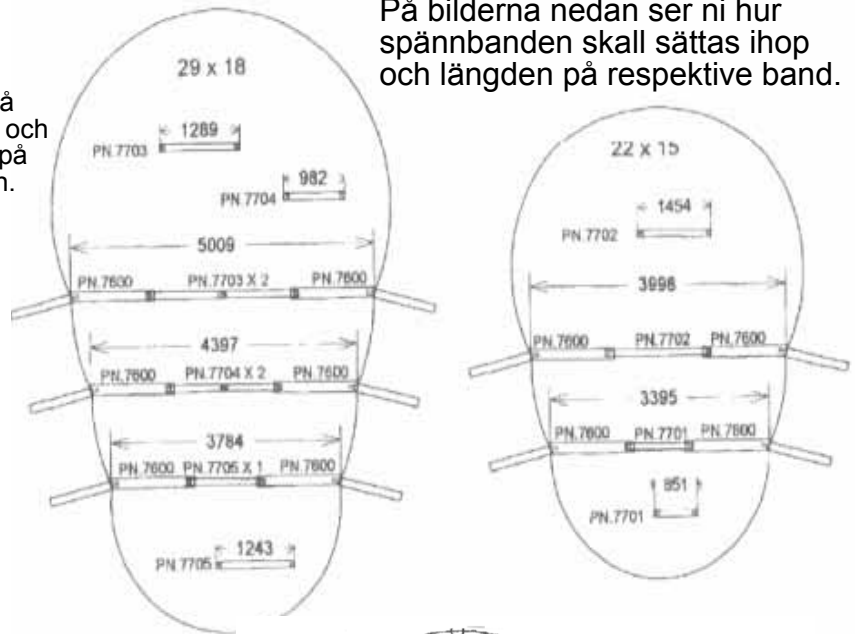 På bilderna nedan ser ni hur
spännbanden skall sättas ihop
och längden på respektive band.
å
och
på
n.
29 x 18
1289
PN.7703
982
PN 7704
5009
PN.7600 PN.7703 X 2 PN.7600
4397
PN.7600 PN.7704 X 2 PN.7600
3784
PN.7600 PN.7705 X 1 PN.7600
1243
PN 7705
22 x 15
1454
PN.7702
3998
PN.7600 PN.7702 PN.7600
3395
PN.7600 PN.7701 PN.7600
851
PN.7701